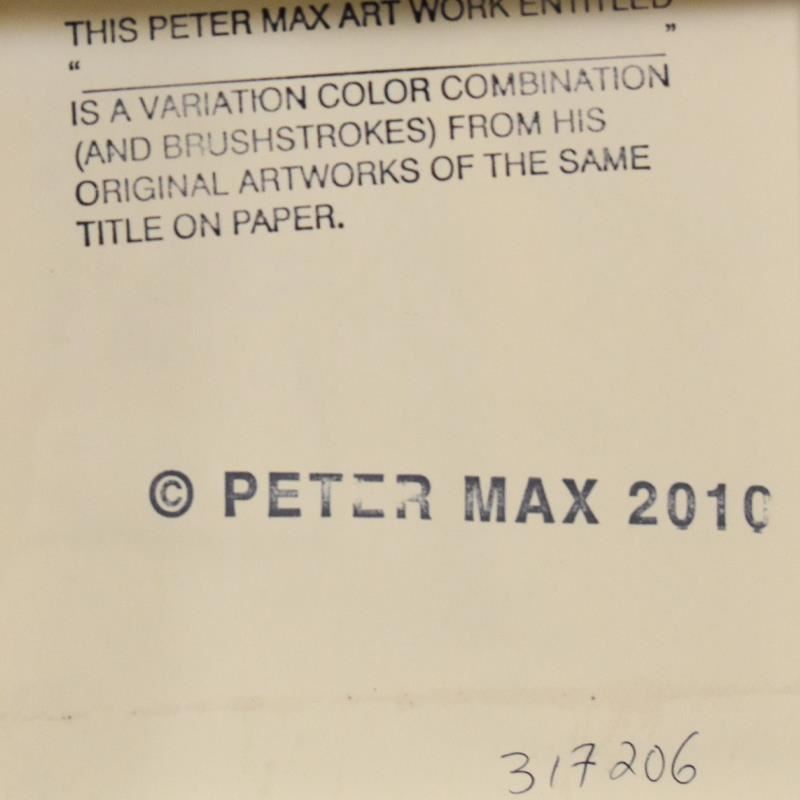 THIS PETER MAX ART WORK ENTITLED
“ ”
IS A VARIATION COLOR COMBINATION
(AND BRUSHSTROKES) FROM HIS
ORIGINAL ARTWORKS OF THE SAME
TITLE ON PAPER.
© PETER MAX 2010
317206